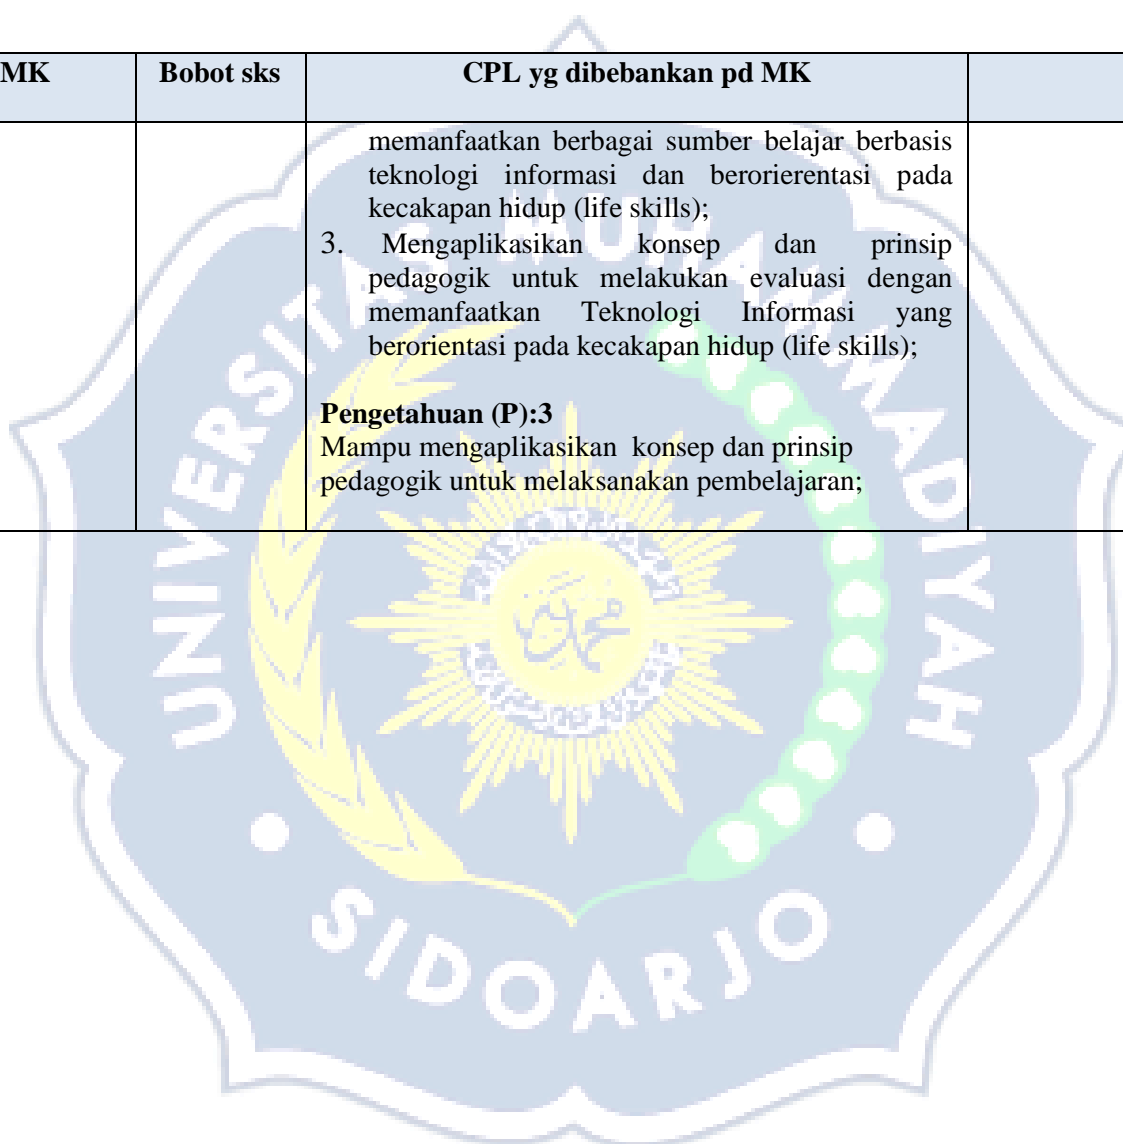 MK Bobot sks CPL yg dibebankan pd MK
memanfaatkan berbagai sumber belajar berbasis
teknologi informasi dan berorierentasi pada
kecakapan hidup (life skills);
3. Mengaplikasikan konsep dan prinsip
pedagogik untuk melakukan evaluasi dengan
memanfaatkan Teknologi Informasi yang
berorientasi pada kecakapan hidup (life skills);
Pengetahuan (P):3
Mampu mengaplikasikan konsep dan prinsip
pedagogik untuk melaksanakan pembelajaran;
UNIVERSITAS MUHAMMADIYAH
SIDOARJO